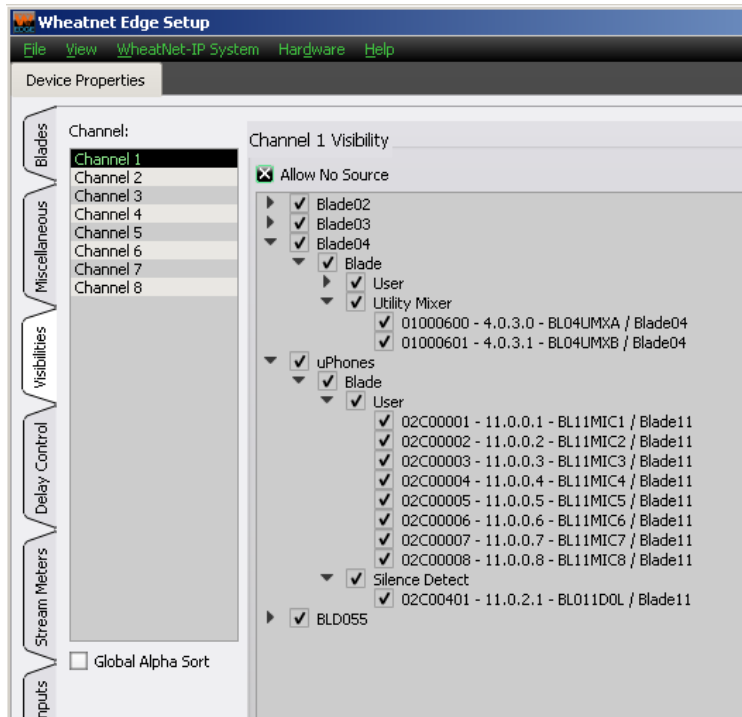 Wheatnet Edge Setup
File View WheatNet-IP System Hardware Help
Device Properties
Blades
Miscellaneous
Visibilities
Delay Control
Stream Meters
Channel:
Channel 1
Channel 2
Channel 3
Channel 4
Channel 5
Channel 6
Channel 7
Channel 8
Global Alpha Sort
Channel 1 Visibility
Allow No Source
Blade02
Blade03
Blade04
Blade
User
Utility Mixer
01000600 - 4.0.3.0 - BL04UMXA / Blade04
01000601 - 4.0.3.1 - BL04UMXB / Blade04
uPhones
Blade
User
02C00001 - 11.0.0.1 - BL11MIC1 / Blade11
02C00002 - 11.0.0.2 - BL11MIC2 / Blade11
02C00003 - 11.0.0.3 - BL11MIC3 / Blade11
02C00004 - 11.0.0.4 - BL11MIC4 / Blade11
02C00005 - 11.0.0.5 - BL11MIC5 / Blade11
02C00006 - 11.0.0.6 - BL11MIC6 / Blade11
02C00007 - 11.0.0.7 - BL11MIC7 / Blade11
02C00008 - 11.0.0.8 - BL11MIC8 / Blade11
Silence Detect
02C00401 - 11.0.2.1 - BL011D0L / Blade11
BLD055